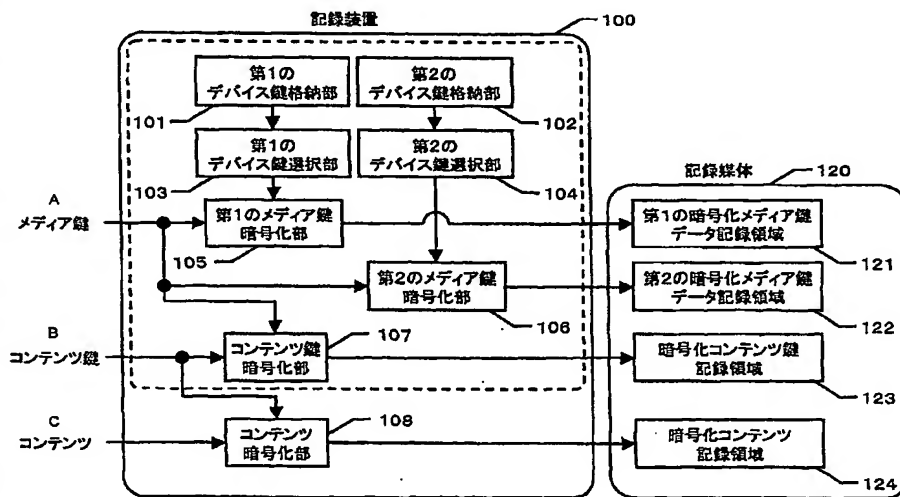 記録装置
100
第1の
デバイス鍵格納部
第2の
デバイス鍵格納部
101
102
第1の
デバイス鍵選択部
第2の
デバイス鍵選択部
103
104
記録媒体
120
A
メディア鍵
第1のメディア鍵
暗号化部
105
第1の暗号化メディア鍵
データ記録領域
121
第2のメディア鍵
暗号化部
106
第2の暗号化メディア鍵
データ記録領域
122
B
コンテンツ鍵
コンテンツ鍵
暗号化部
107
暗号化コンテンツ鍵
記録領域
123
C
コンテンツ
コンテンツ
暗号化部
108
暗号化コンテンツ
記録領域
124